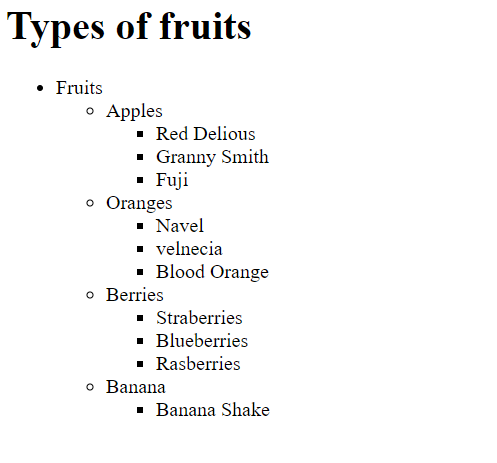 Types of fruits
Fruits
Apples
Red Delious
Granny Smith
Fuji
Oranges
Navel
velnecia
Blood Orange
Berries
Straberries
Blueberries
Rasberries
Banana
Banana Shake